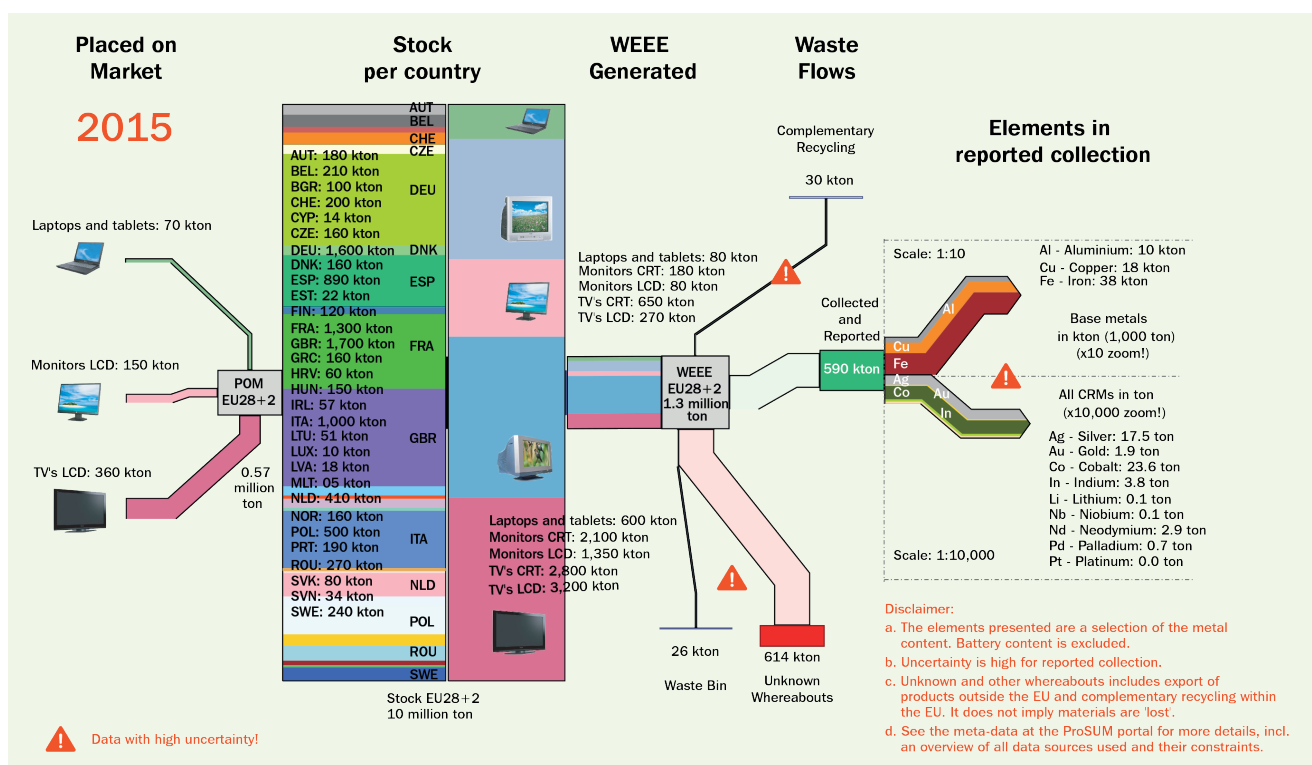 Placed on
Market
2015
Stock
per country
WEEE
Generated
Waste
Flows
Elements in
reported collection
Laptops and tablets: 70 kton
Monitors LCD: 150 kton
TV's LCD: 360 kton
POM
EU28+2
0.57
million
ton
AUT
BEL
CHE
CZE
DEU
DNK
ESP
FRA
GBR
ITA
NLD
POL
ROU
SWE
AUT: 180 kton
BEL: 210 kton
BGR: 100 kton
CHE: 200 kton
CYP: 14 kton
CZE: 160 kton
DEU: 1,600 kton
DNK: 160 kton
ESP: 890 kton
EST: 22 kton
FIN: 120 kton
FRA: 1,300 kton
GBR: 1,700 kton
GRC: 160 kton
HRV: 60 kton
HUN: 150 kton
IRL: 57 kton
ITA: 1,000 kton
LTU: 51 kton
LUX: 10 kton
LVA: 18 kton
MLT: 05 kton
NLD: 410 kton
NOR: 160 kton
POL: 500 kton
PRT: 190 kton
ROU: 270 kton
SVK: 80 kton
SVN: 34 kton
SWE: 240 kton
Laptops and tablets: 600 kton
Monitors CRT: 2,100 kton
Monitors LCD: 1,350 kton
TV's CRT: 2,800 kton
TV's LCD: 3,200 kton
Stock EU28+2
10 million ton
Laptops and tablets: 80 kton
Monitors CRT: 180 kton
Monitors LCD: 80 kton
TV's CRT: 650 kton
TV's LCD: 270 kton
WEEE
EU28+2
1.3 million
ton
Complementary
Recycling
30 kton
Collected
and
Reported
590 kton
26 kton
Waste Bin
614 kton
Unknown
Whereabouts
Scale: 1:10
Al
Cu
Fe
Ag
Co
Au
In
Scale: 1:10,000
Al - Aluminium: 10 kton
Cu - Copper: 18 kton
Fe - Iron: 38 kton
Base metals
in kton (1,000 ton)
(x10 zoom!)
All CRMs in ton
(x10,000 zoom!)
Ag - Silver: 17.5 ton
Au - Gold: 1.9 ton
Co - Cobalt: 23.6 ton
In - Indium: 3.8 ton
Li - Lithium: 0.1 ton
Nb - Niobium: 0.1 ton
Nd - Neodymium: 2.9 ton
Pd - Palladium: 0.7 ton
Pt - Platinum: 0.0 ton
Disclaimer:
a. The elements presented are a selection of the metal
content. Battery content is excluded.
b. Uncertainty is high for reported collection.
c. Unknown and other whereabouts includes export of
products outside the EU and complementary recycling within
the EU. It does not imply materials are 'lost'.
d. See the meta-data at the ProSUM portal for more details, incl.
an overview of all data sources used and their constraints.
Data with high uncertainty!